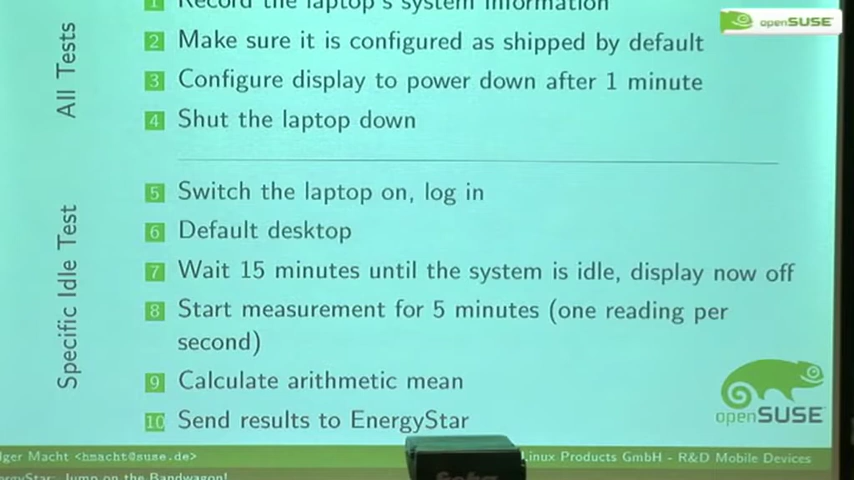 1 Record the laptop's system information
openSUSE
All Tests
2 Make sure it is configured as shipped by default
3 Configure display to power down after 1 minute
4 Shut the laptop down
Specific Idle Test
5 Switch the laptop on, log in
6 Default desktop
7 Wait 15 minutes until the system is idle, display now off
8 Start measurement for 5 minutes (one reading per
second)
9 Calculate arithmetic mean
10 Send results to EnergyStar
openSUSE
lger Macht <hmacht@suse.de>
Linux Products GmbH - R&D Mobile Devices
ergyStar: Jump on the Bandwagon!